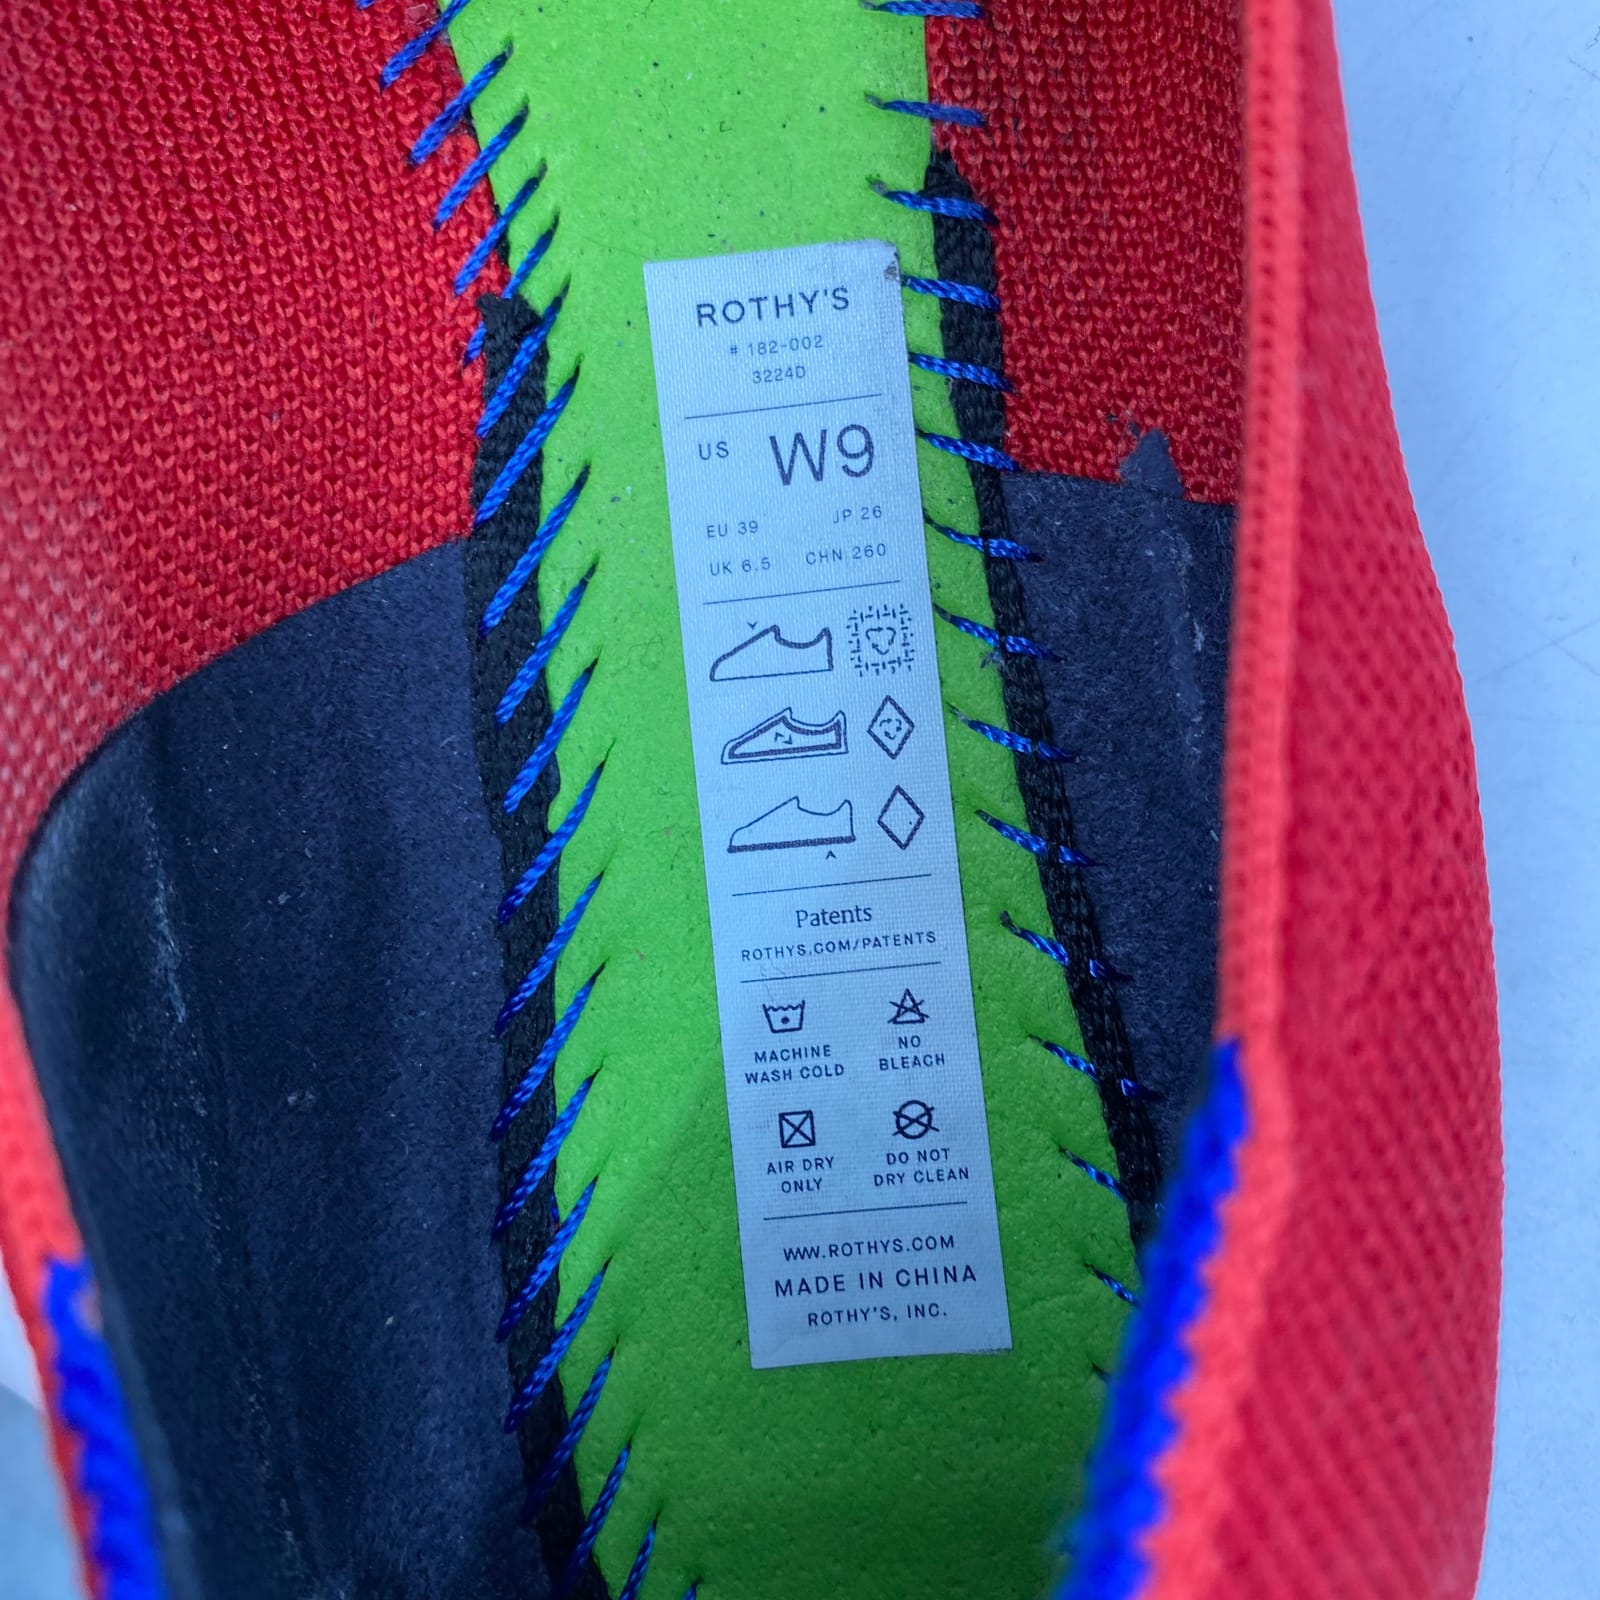 ROTHY'S
# 182-002
3224D
US W9
EU 39 JP 26
UK 6.5 CHN 260
Patents
ROTHYS.COM/PATENTS
MACHINE WASH COLD
NO BLEACH
AIR DRY ONLY
DO NOT DRY CLEAN
WWW.ROTHYS.COM
MADE IN CHINA
ROTHY'S, INC.